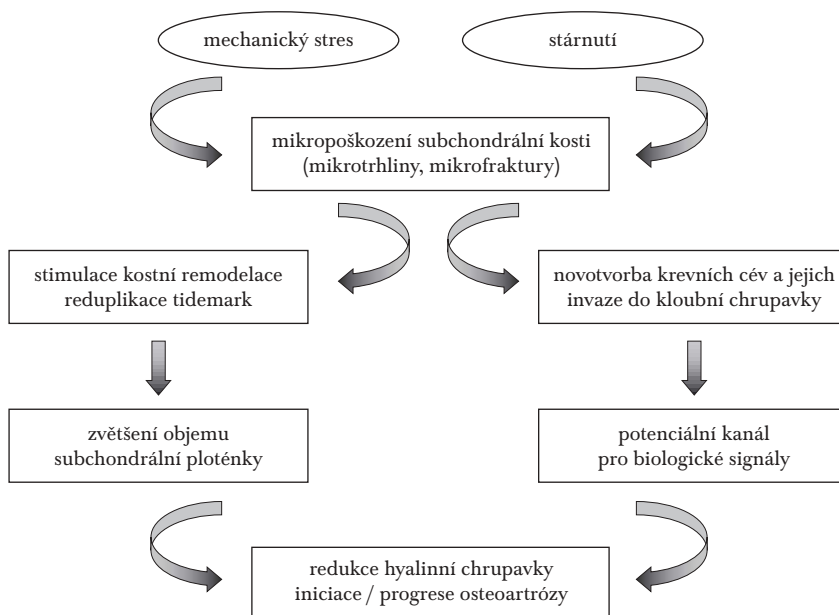 mechanický stres
stárnutí
mikropoškození subchondrální kosti
(mikrotrhliny, mikrofraktury)
stimulace kostní remodelace
reduplikace tidemark
novotvorba krevních cév a jejich
invaze do kloubní chrupavky
zvětšení objemu
subchondrální ploténky
potenciální kanál
pro biologické signály
redukce hyalinní chrupavky
iniciace / progrese osteoartrózy